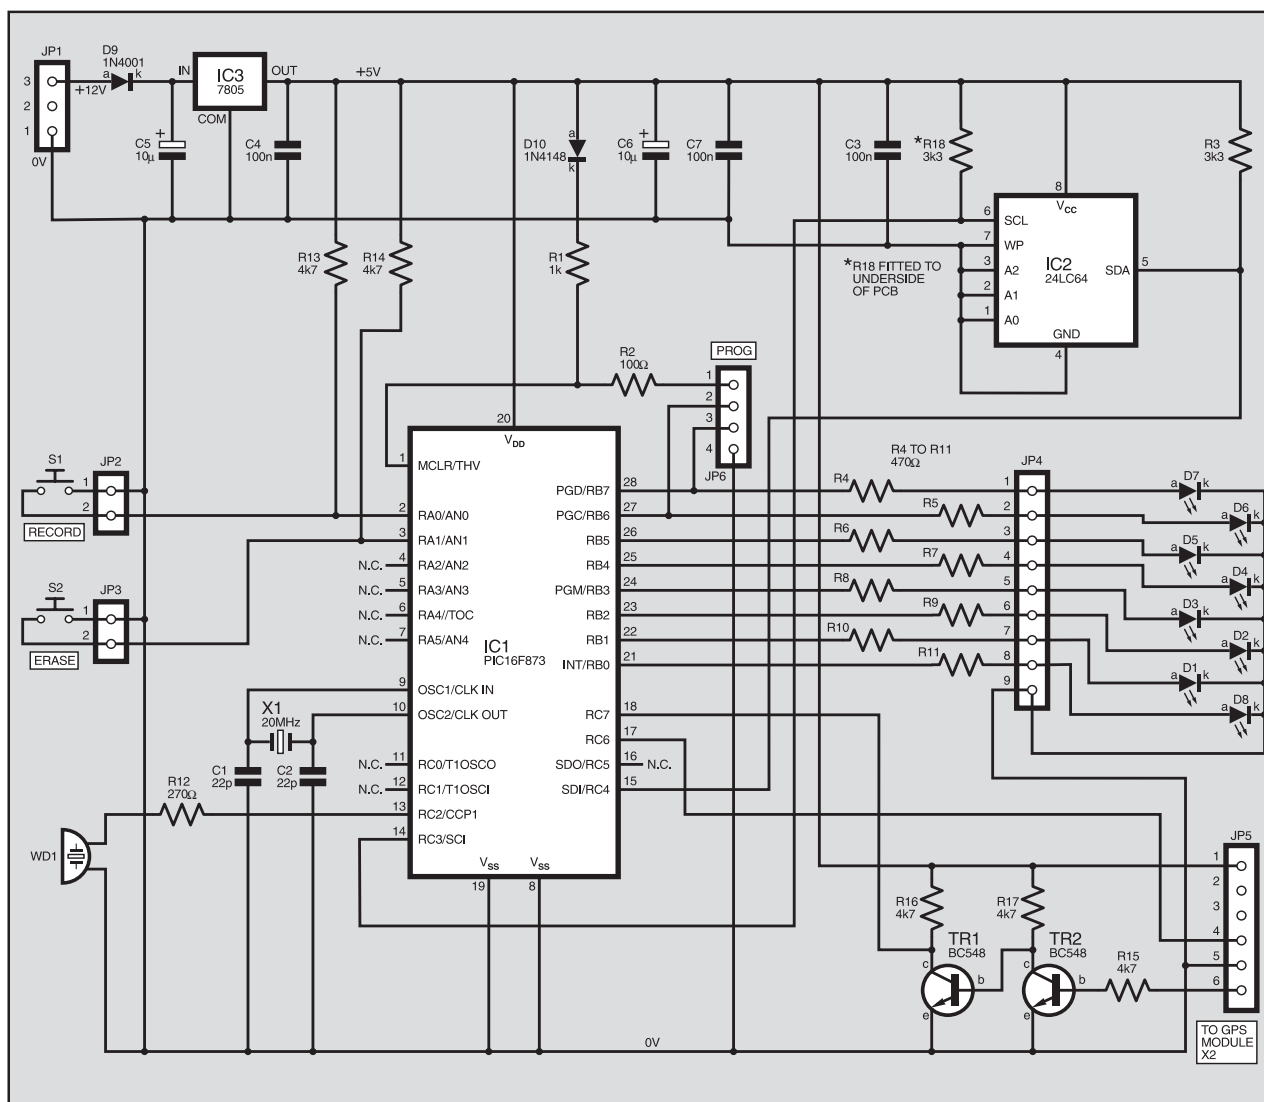 JP1
3
2
1
+12V
0V
D9
1N4001
a
k
IN
IC3
7805
OUT
COM
+5V
+
C5
10µ
C4
100n
R13
4k7
R14
4k7
D10
1N4148
a
k
R1
1k
+
C6
10µ
C7
100n
C3
100n
*R18
3k3
R3
3k3
*R18 FITTED TO
UNDERSIDE
OF PCB
8
VCC
6
SCL
7
WP
3
A2
2
A1
1
A0
IC2
24LC64
SDA
5
GND
4
R2
100Ω
PROG
1
2
3
4
JP6
S1
JP2
1
2
RECORD
S2
JP3
1
2
ERASE
20
VDD
1
MCLR/THV
2
RA0/AN0
3
RA1/AN1
N.C.
4
RA2/AN2
N.C.
5
RA3/AN3
N.C.
6
RA4//TOC
N.C.
7
RA5/AN4
IC1
PIC16F873
9
OSC1/CLK IN
10
OSC2/CLK OUT
N.C.
11
RC0/T1OSCO
N.C.
12
RC1/T1OSCI
13
RC2/CCP1
14
RC3/SCI
VSS
19
VSS
8
PGD/RB7
28
PGC/RB6
27
RB5
26
RB4
25
PGM/RB3
24
RB2
23
RB1
22
INT/RB0
21
RC7
18
RC6
17
SDO/RC5
16
N.C.
SDI/RC4
15
X1
20MHz
C1
22p
C2
22p
R12
270Ω
WD1
R4 TO R11
470Ω
R4
R5
R6
R7
R8
R9
R10
R11
JP4
1
2
3
4
5
6
7
8
9
a
D7
k
a
D6
k
a
D5
k
a
D4
k
a
D3
k
a
D2
k
a
D1
k
a
D8
k
R16
4k7
R17
4k7
TR1
BC548
c
b
e
TR2
BC548
c
b
e
R15
4k7
JP5
1
2
3
4
5
6
TO GPS
MODULE
X2
0V